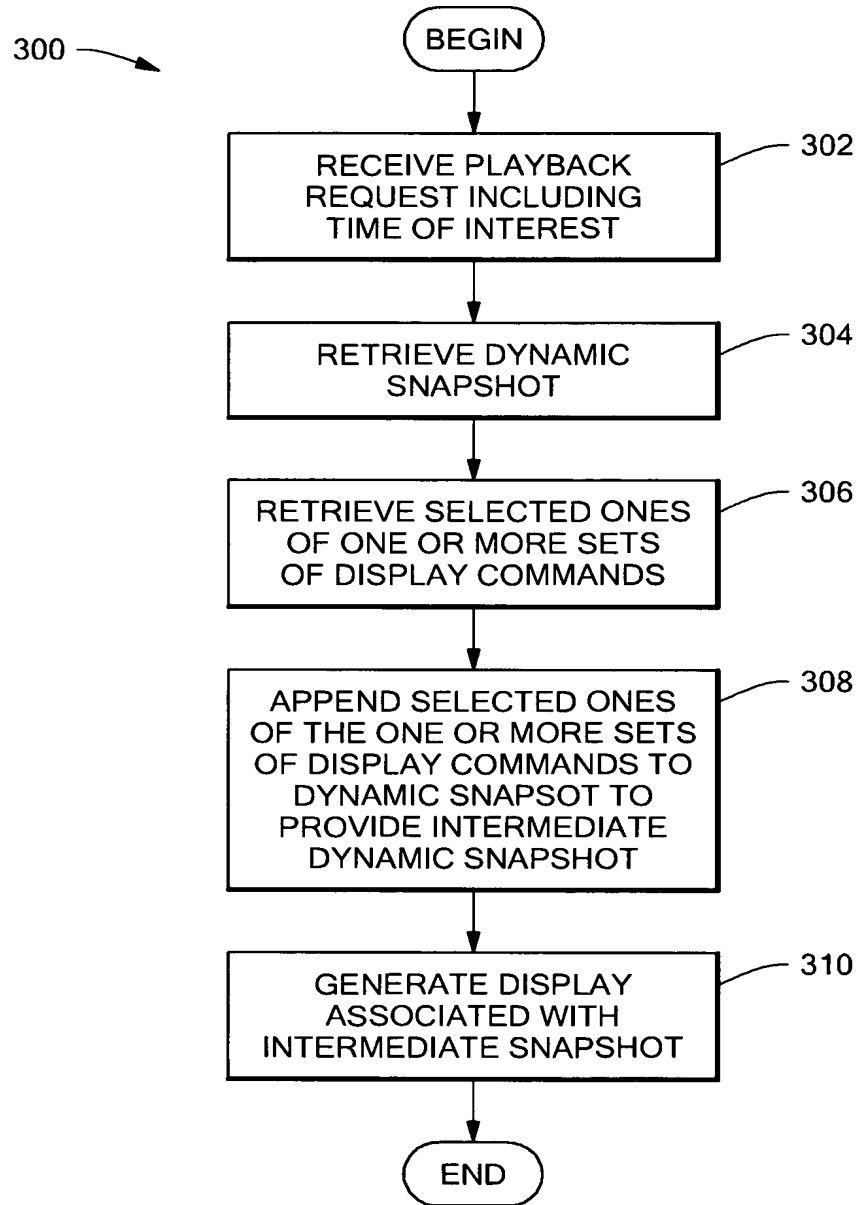 300
BEGIN
302
RECEIVE PLAYBACK
REQUEST INCLUDING
TIME OF INTEREST
304
RETRIEVE DYNAMIC
SNAPSHOT
306
RETRIEVE SELECTED ONES
OF ONE OR MORE SETS
OF DISPLAY COMMANDS
308
APPEND SELECTED ONES
OF THE ONE OR MORE SETS
OF DISPLAY COMMANDS TO
DYNAMIC SNAPSOT TO
PROVIDE INTERMEDIATE
DYNAMIC SNAPSHOT
310
GENERATE DISPLAY
ASSOCIATED WITH
INTERMEDIATE SNAPSHOT
END